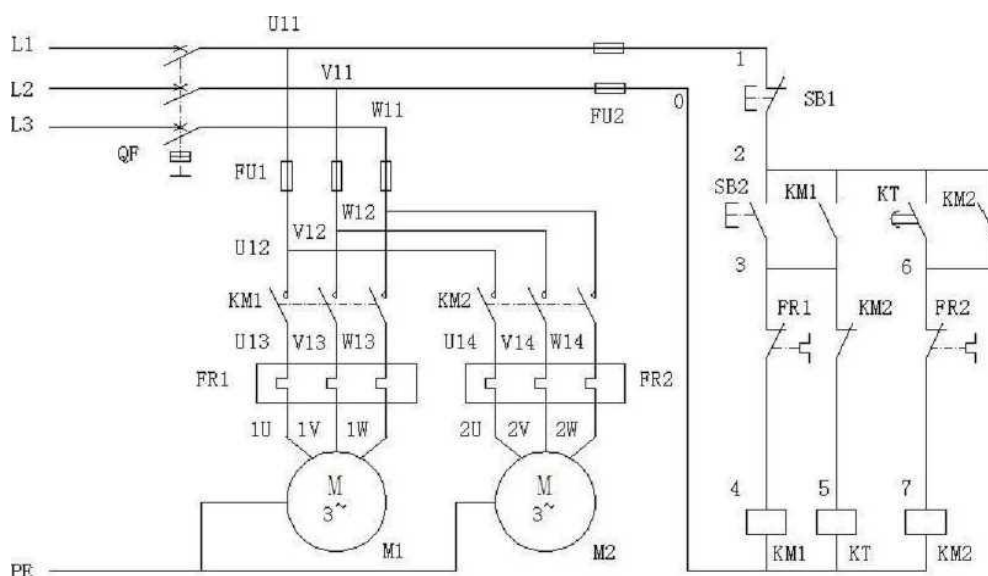 U11
L1
1
L2
V11
0
SB1
L3
W11
FU2
QF
FU1
2
SB2
KM1
KT
KM2
W12
V12
U12
3
6
KM1
KM2
FR1
KM2
FR2
U13
V13
W13
U14
V14
W14
FR1
FR2
1U
1V
1W
2U
2V
2W
M
3~
M
3~
4
5
7
M1
M2
KM1
KT
KM2
PR